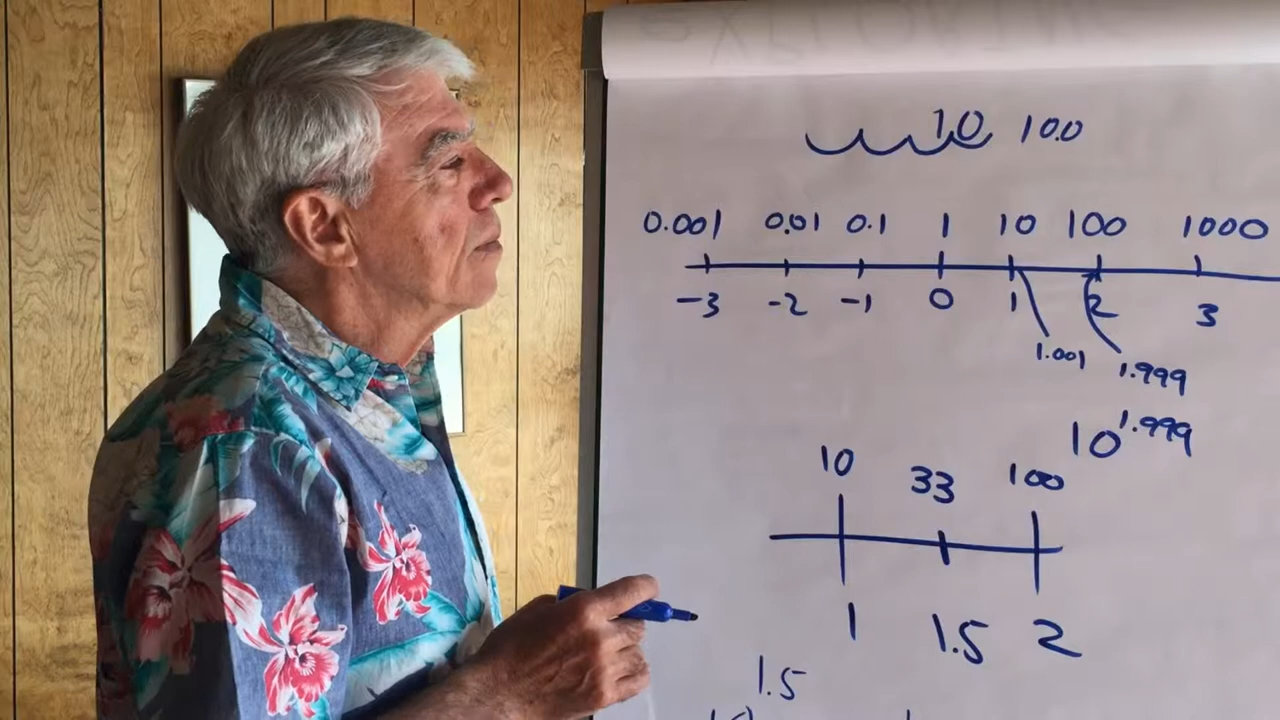 10 10.0
0.001 0.01 0.1 1 10 100 1000
-3 -2 -1 0 1 2 3
1.001 1.999
10^1.999
10 33 100
1 1.5 2
1.5